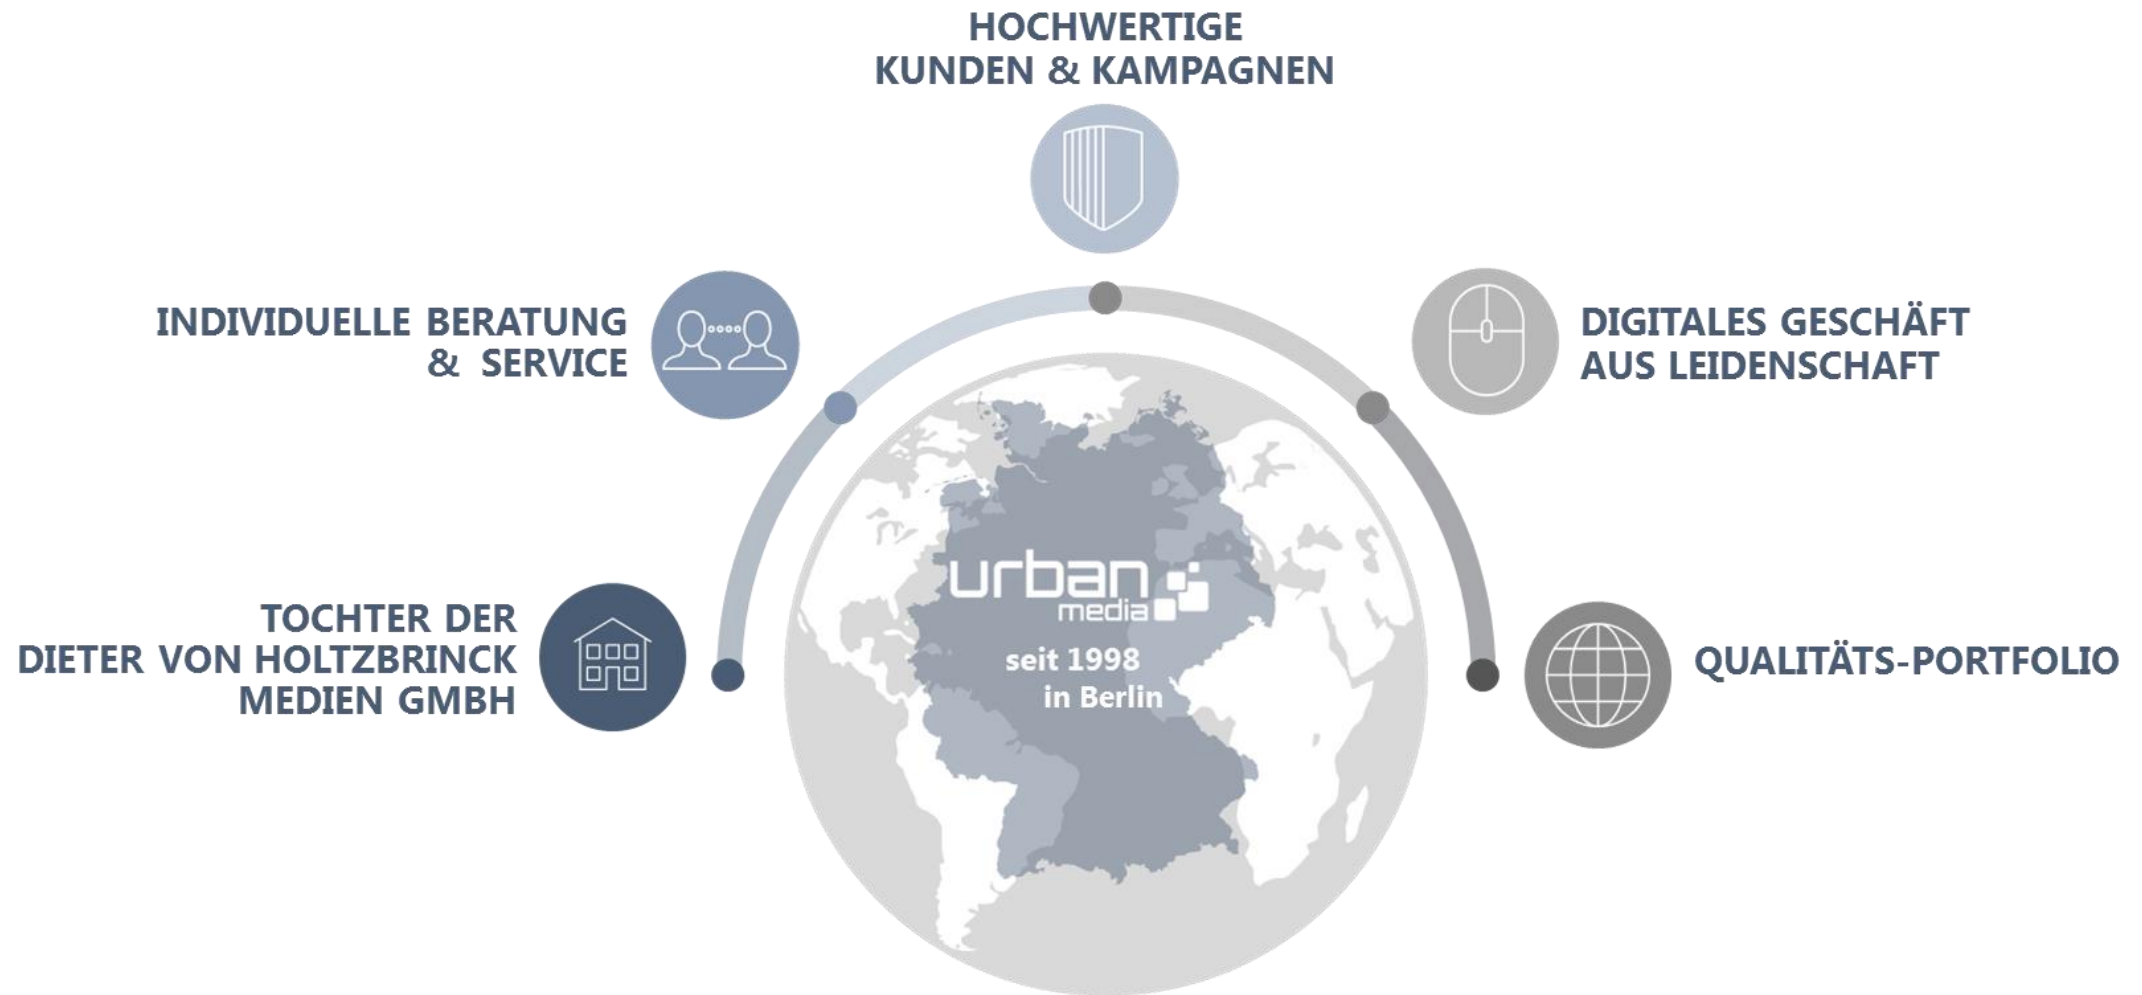 HOCHWERTIGE
KUNDEN & KAMPAGNEN
INDIVIDUELLE BERATUNG
& SERVICE
DIGITALES GESCHÄFT
AUS LEIDENSCHAFT
TOCHTER DER
DIETER VON HOLTZBRINCK
MEDIEN GMBH
QUALITÄTS-PORTFOLIO
urban
media
seit 1998
in Berlin